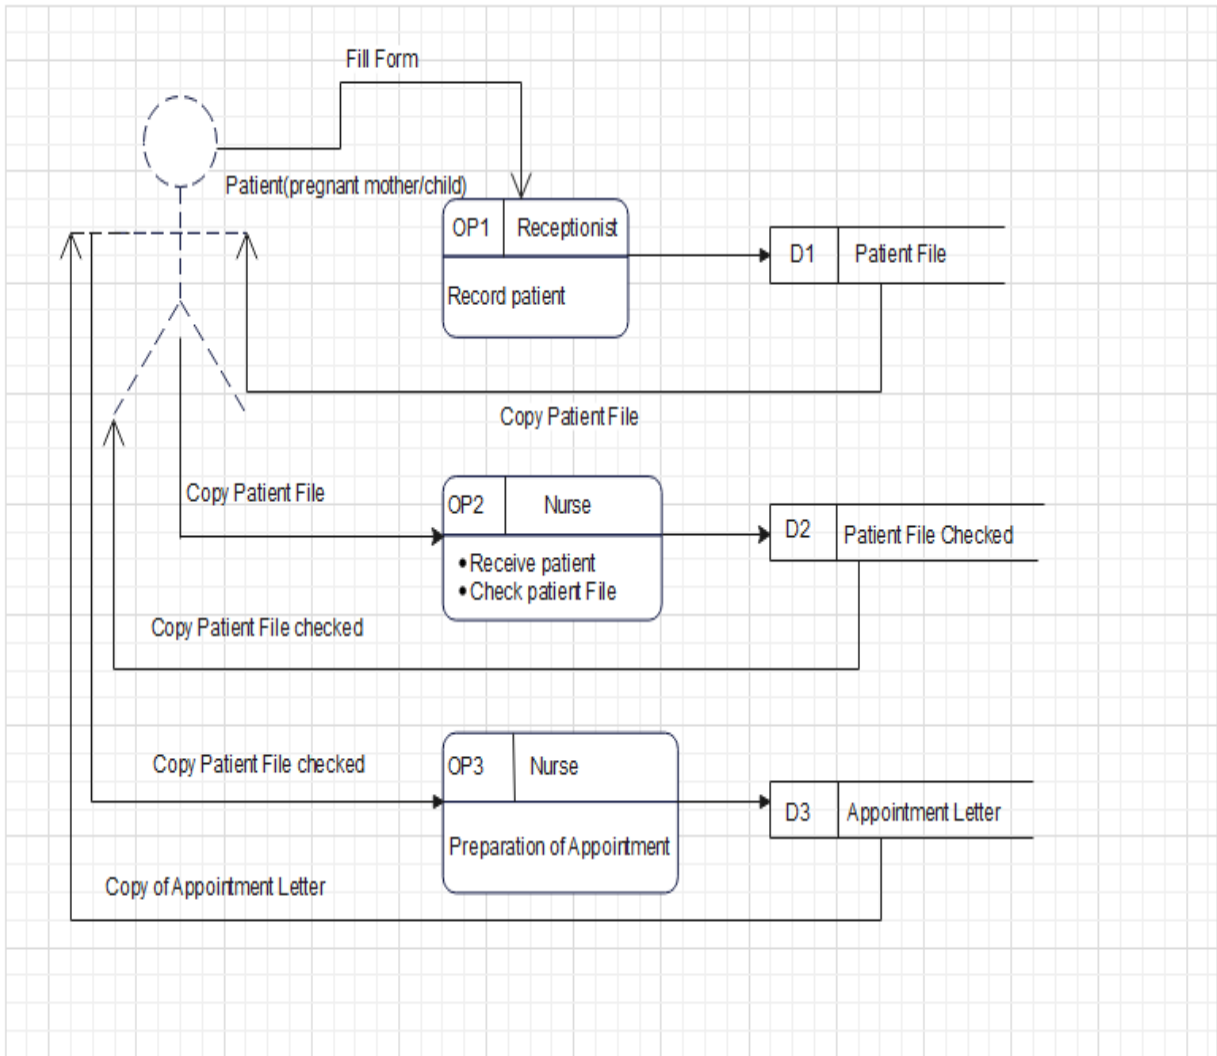 Fill Form
Patient(pregnant mother/child)
OP1 Receptionist
Record patient
D1 Patient File
Copy Patient File
Copy Patient File
OP2 Nurse
• Receive patient
• Check patient File
D2 Patient File Checked
Copy Patient File checked
Copy Patient File checked
OP3 Nurse
Preparation of Appointment
D3 Appointment Letter
Copy of Appointment Letter